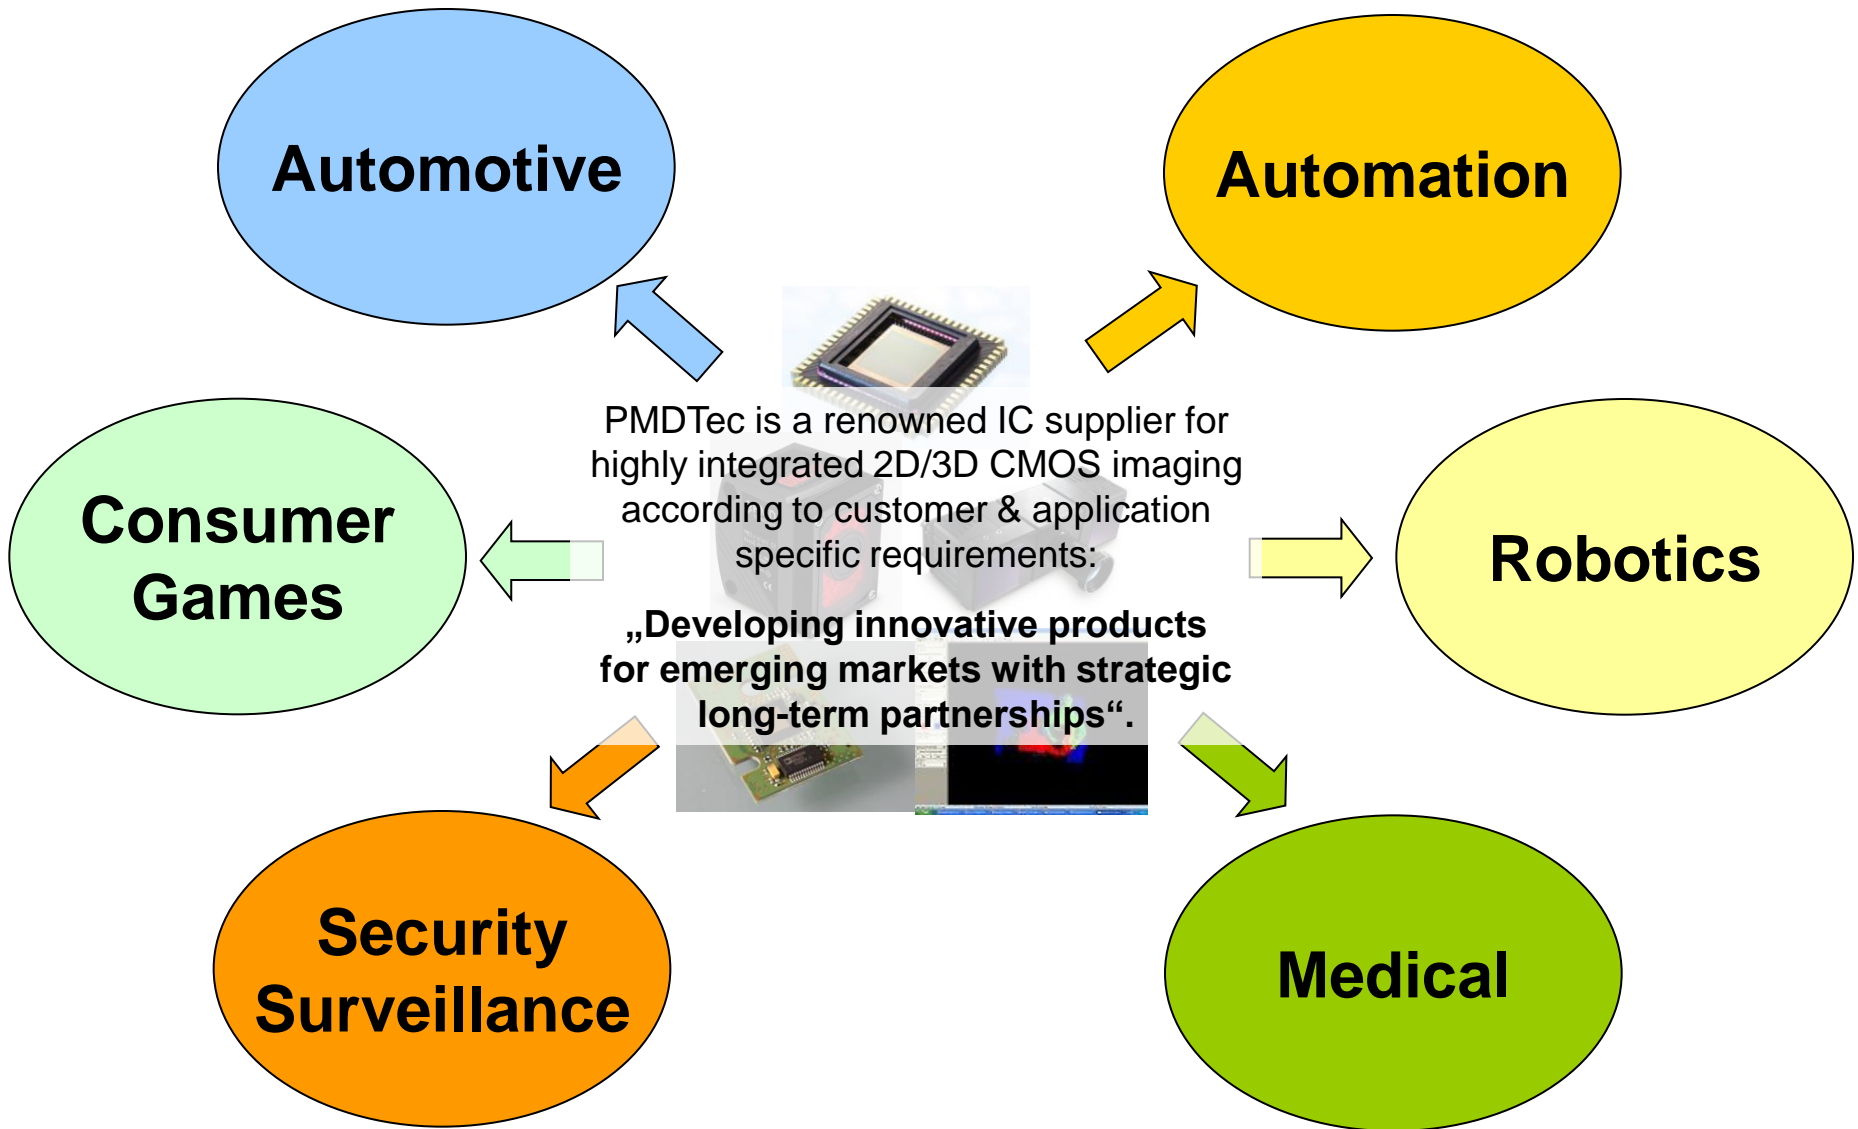 Automotive
Automation
PMDTec is a renowned IC supplier for
highly integrated 2D/3D CMOS imaging
according to customer & application
specific requirements:
„Developing innovative products
for emerging markets with strategic
long-term partnerships“.
Consumer
Games
Robotics
Security
Surveillance
Medical